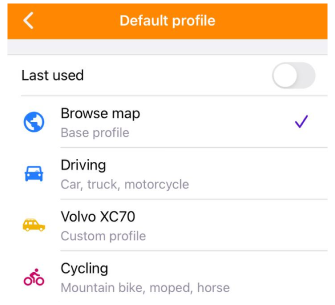 Default profile
Last used
Browse map
Base profile
Driving
Car, truck, motorcycle
Volvo XC70
Custom profile
Cycling
Mountain bike, moped, horse